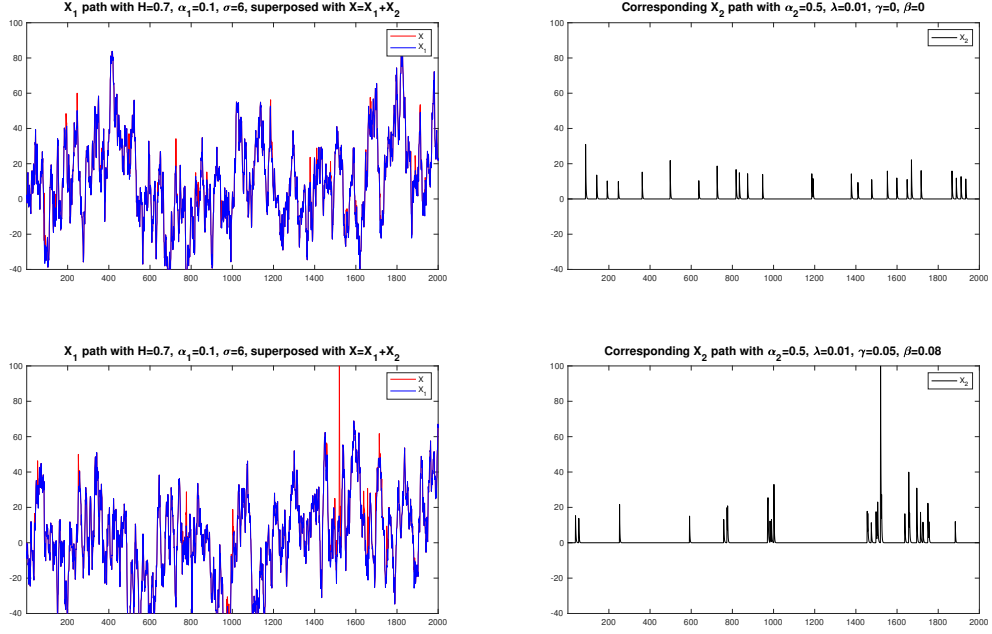 X₁ path with H=0.7, α₁=0.1, σ=6, superposed with X=X₁+X₂
100
80
60
40
20
0
-20
-40
200 400 600 800 1000 1200 1400 1600 1800 2000
X
X₁
Corresponding X₂ path with α₂=0.5, λ=0.01, γ=0, β=0
100
80
60
40
20
0
-20
-40
200 400 600 800 1000 1200 1400 1600 1800 2000
X₂
X₁ path with H=0.7, α₁=0.1, σ=6, superposed with X=X₁+X₂
100
80
60
40
20
0
-20
-40
200 400 600 800 1000 1200 1400 1600 1800 2000
X
X₁
Corresponding X₂ path with α₂=0.5, λ=0.01, γ=0.05, β=0.08
100
80
60
40
20
0
-20
-40
200 400 600 800 1000 1200 1400 1600 1800 2000
X₂